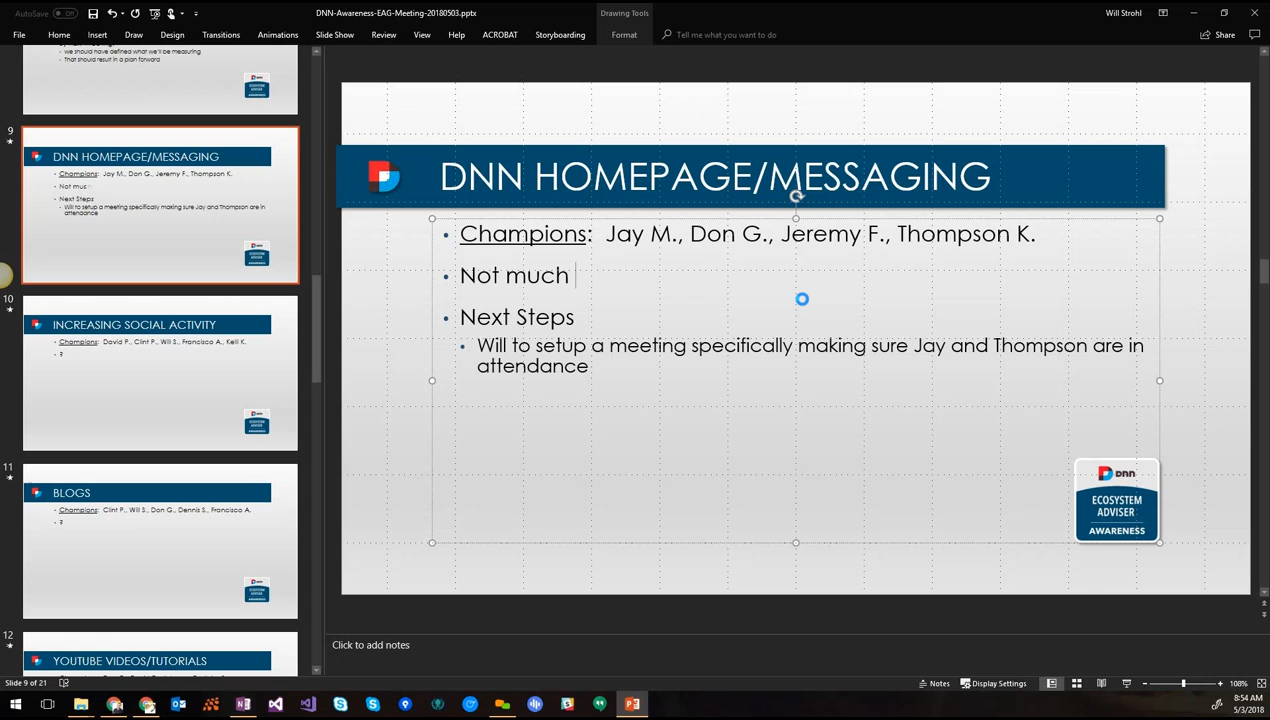 AutoSave Off
DNN-Awareness-EAG-Meeting-20180503.pptx
Drawing Tools
Will Strohl
File Home Insert Draw Design Transitions Animations Slide Show Review View Help ACROBAT Storyboarding Format Tell me what you want to do Share
we should have defined what we'll be measuring
That should result in a plan forward
9
DNN HOMEPAGE/MESSAGING
Champions: Jay M., Don G., Jeremy F., Thompson K.
Not mus
Next Steps
Will to setup a meeting specifically making sure Jay and Thompson are in
attendance
10
INCREASING SOCIAL ACTIVITY
Champions: David P., Clint P., Will S., Francisco A., Kelli K.
?
11
BLOGS
Champions: Clint P., Will S., Don G., Dennis S., Francisco A.
?
12
YOUTUBE VIDEOS/TUTORIALS
DNN HOMEPAGE/MESSAGING
• Champions: Jay M., Don G., Jeremy F., Thompson K.
• Not much
• Next Steps
• Will to setup a meeting specifically making sure Jay and Thompson are in
attendance
dnn
ECOSYSTEM
ADVISER
AWARENESS
Click to add notes
Slide 9 of 21
Notes Display Settings 108%
8:54 AM
5/3/2018